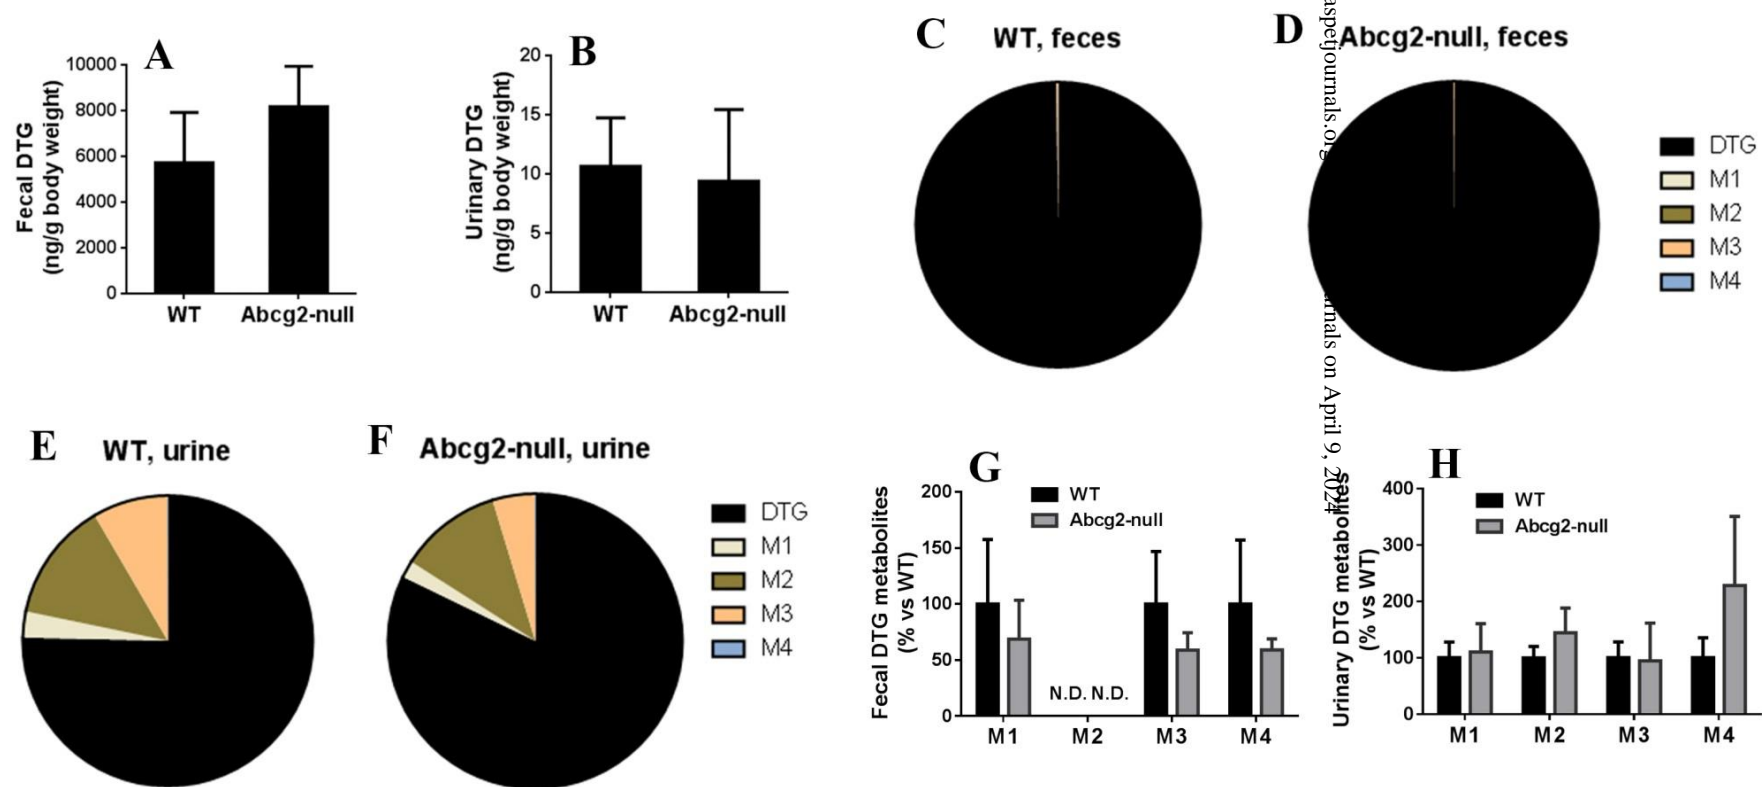 A
Fecal DTG
(ng/g body weight)
10000
8000
6000
4000
2000
0
WT
Abcg2-null
B
Urinary DTG
(ng/g body weight)
20
15
10
5
0
WT
Abcg2-null
C
WT, feces
D
Abcg2-null, feces
DTG
M1
M2
M3
M4
aspetjournals.org
rnals on April 9, 2024
E
WT, urine
F
Abcg2-null, urine
DTG
M1
M2
M3
M4
G
Fecal DTG metabolites
(% vs WT)
200
150
100
50
0
WT
Abcg2-null
N.D. N.D.
M1
M2
M3
M4
H
Urinary DTG metabolites
(% vs WT)
400
300
200
100
0
WT
Abcg2-null
M1
M2
M3
M4